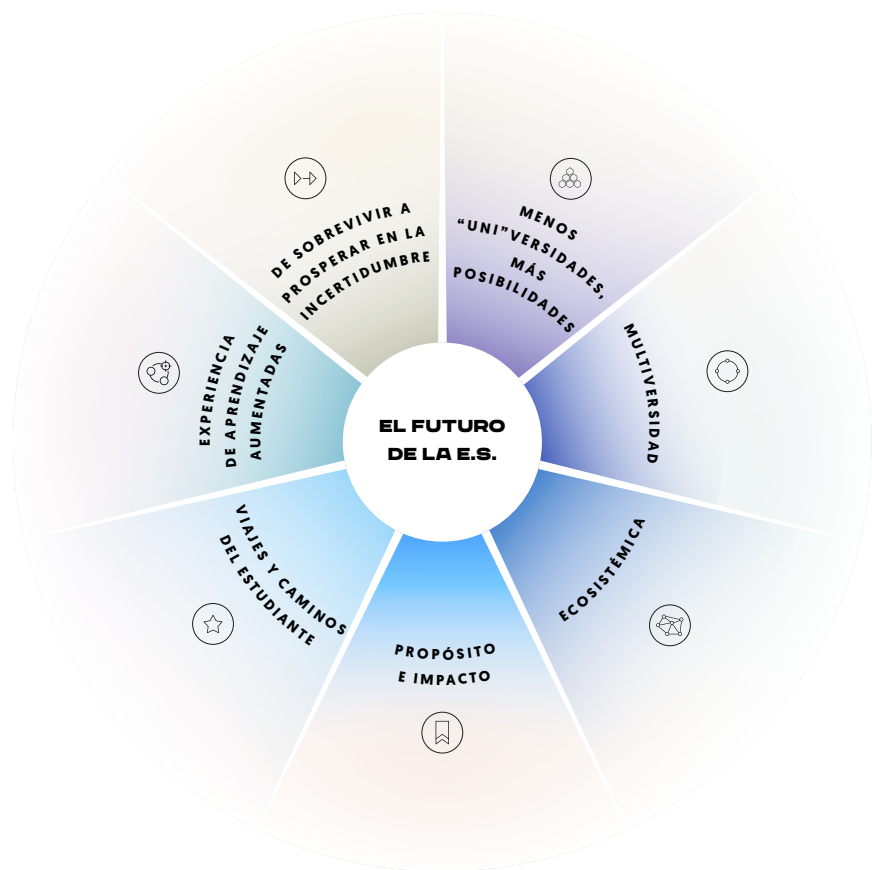 EL FUTURO
DE LA E.S.
MENOS
“UNI”VERSIDADES,
MÁS
POSIBILIDADES
MULTIVERSIDAD
ECOSISTÉMICA
PROPÓSITO
E IMPACTO
VIAJES Y CAMINOS
DEL ESTUDIANTE
EXPERIENCIA
DE APRENDIZAJE
AUMENTADAS
DE SOBREVIVIR A
PROSPERAR EN LA
INCERTIDUMBRE